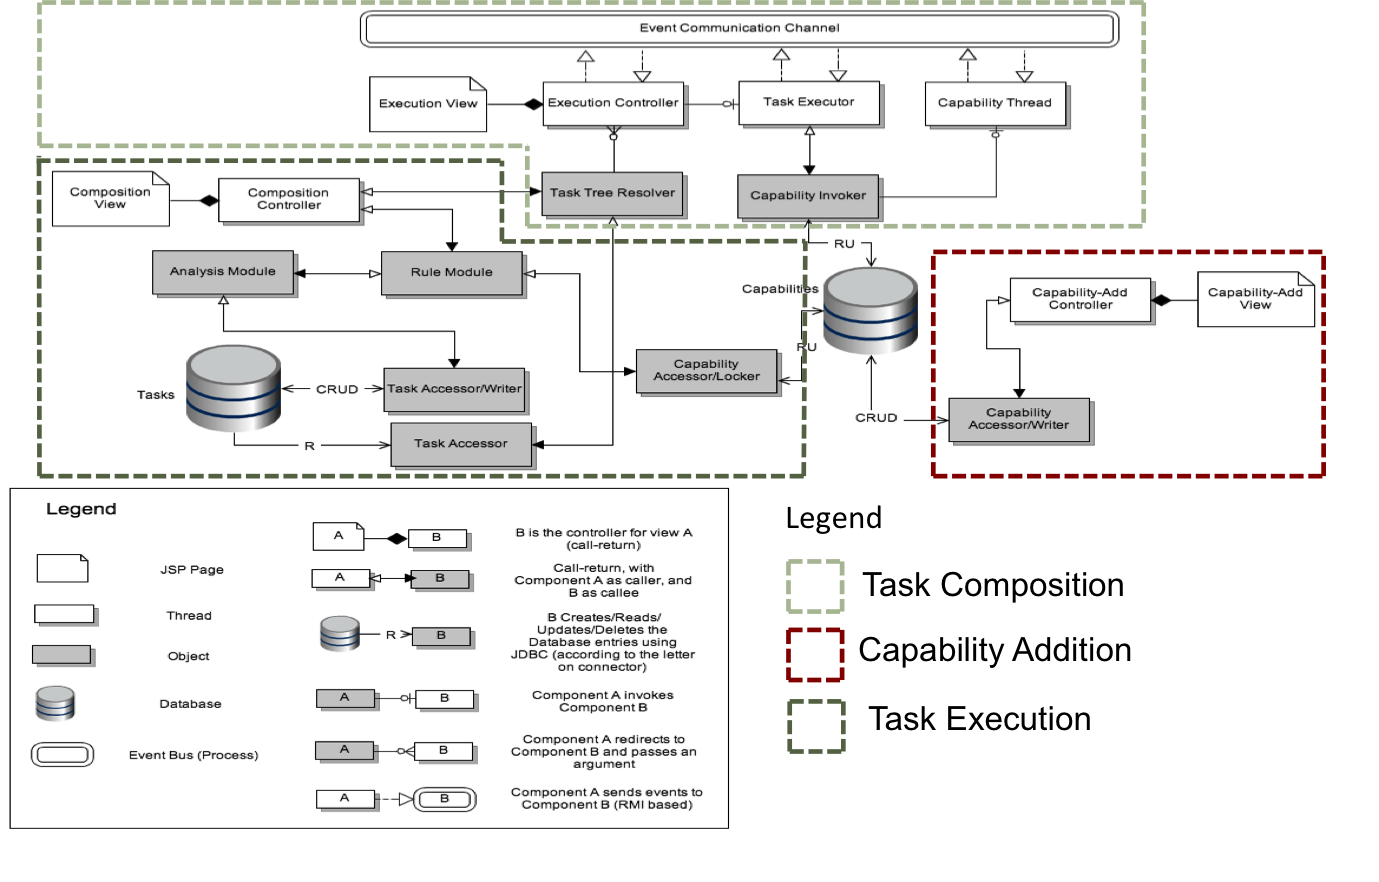 Event Communication Channel
Execution View
Execution Controller
Task Executor
Capability Thread
Composition
View
Composition
Controller
Task Tree Resolver
Capability Invoker
RU
Analysis Module
Rule Module
Capabilities
Capability-Add
Controller
Capability-Add
View
RU
Capability
Accessor/Locker
Tasks
CRUD
Task Accessor/Writer
CRUD
Capability
Accessor/Writer
R
Task Accessor
Legend
JSP Page
Thread
Object
Database
Event Bus (Process)
A
B
B is the controller for view A
(call-return)
A
B
Call-return, with
Component A as caller, and
B as callee
R
B
B Creates/Reads/
Updates/Deletes the
Database entries using
JDBC (according to the letter
on connector)
A
B
Component A invokes
Component B
A
B
Component A redirects to
Component B and passes an
argument
A
B
Component A sends events to
Component B (RMI based)
Legend
Task Composition
Capability Addition
Task Execution